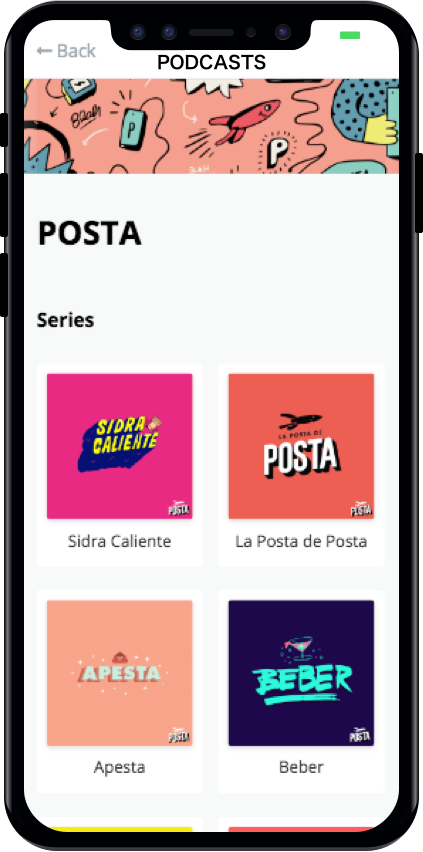 ← Back
PODCASTS
Blaah
P
P
BLAH
POSTA
Series
SIDRA
CALIENTE
POSTA
LA POSTA DE
POSTA
POSTA
Sidra Caliente
La Posta de Posta
APESTA
POSTA
BEBER
POSTA
Apesta
Beber